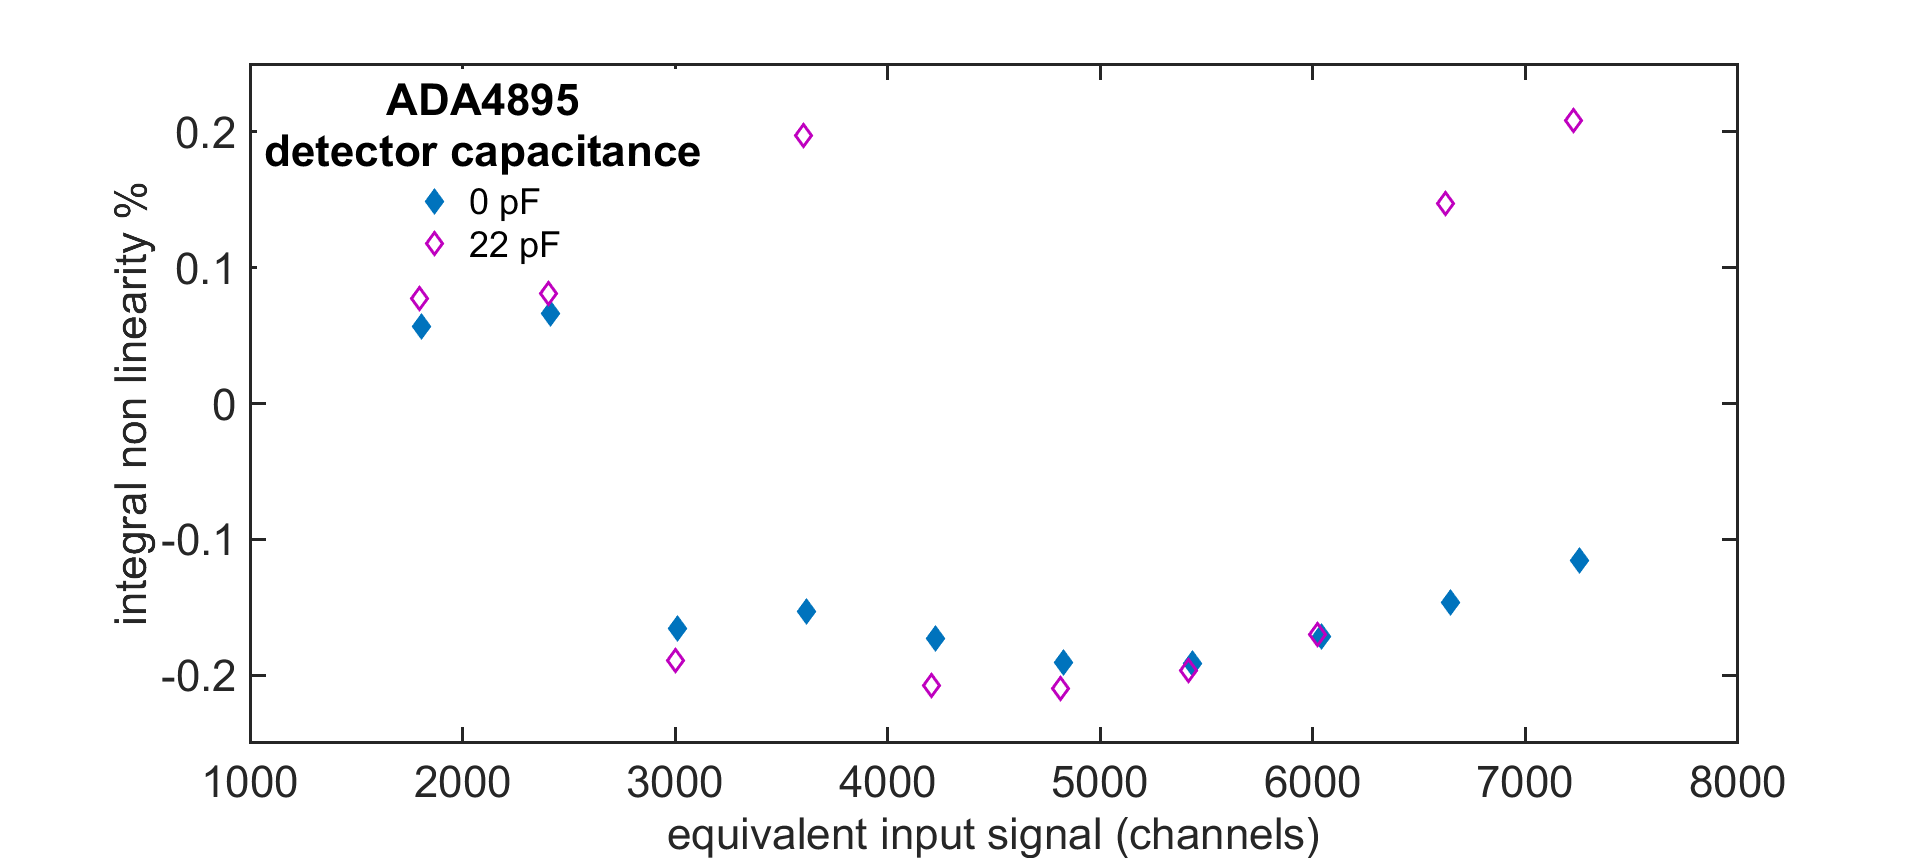 ADA4895
detector capacitance
0 pF
22 pF
integral non linearity %
0.2
0.1
0
-0.1
-0.2
1000 2000 3000 4000 5000 6000 7000 8000
equivalent input signal (channels)